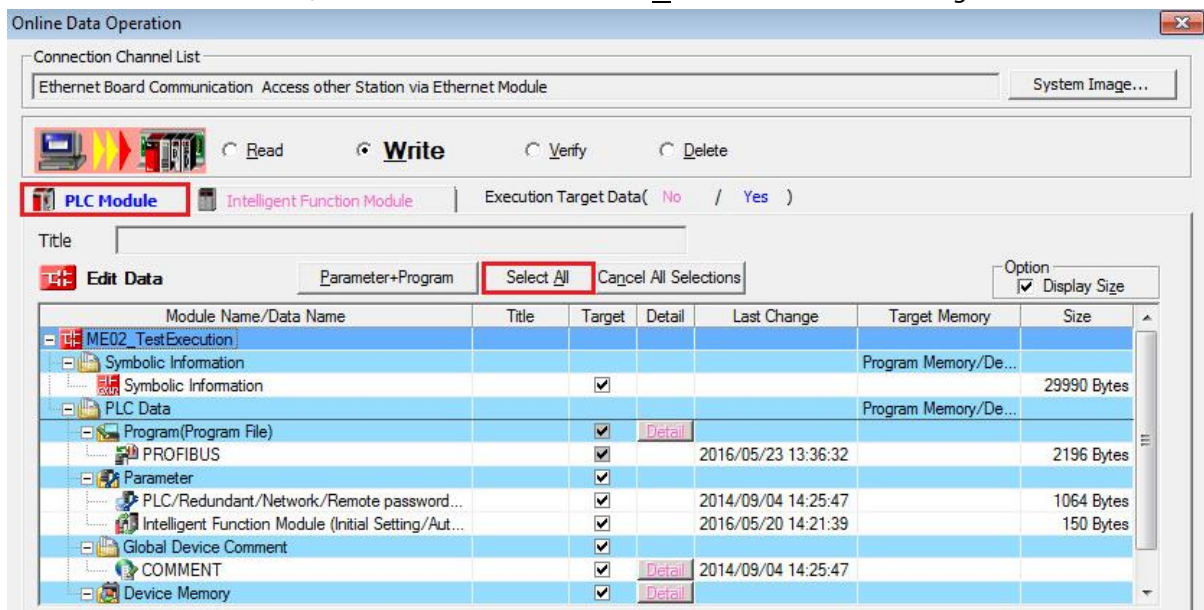 Online Data Operation
Connection Channel List
Ethernet Board Communication Access other Station via Ethernet Module
System Image...
Read Write Verify Delete
PLC Module Intelligent Function Module Execution Target Data( No / Yes )
Title
Edit Data Parameter+Program Select All Cancel All Selections
Option
Display Size
Module Name/Data Name Title Target Detail Last Change Target Memory Size
ME02_TestExecution
Symbolic Information Program Memory/De...
Symbolic Information 29990 Bytes
PLC Data Program Memory/De...
Program(Program File) Detail
PROFIBUS 2016/05/23 13:36:32 2196 Bytes
Parameter
PLC/Redundant/Network/Remote password... 2014/09/04 14:25:47 1064 Bytes
Intelligent Function Module (Initial Setting/Aut... 2016/05/20 14:21:39 150 Bytes
Global Device Comment
COMMENT Detail 2014/09/04 14:25:47
Device Memory Detail